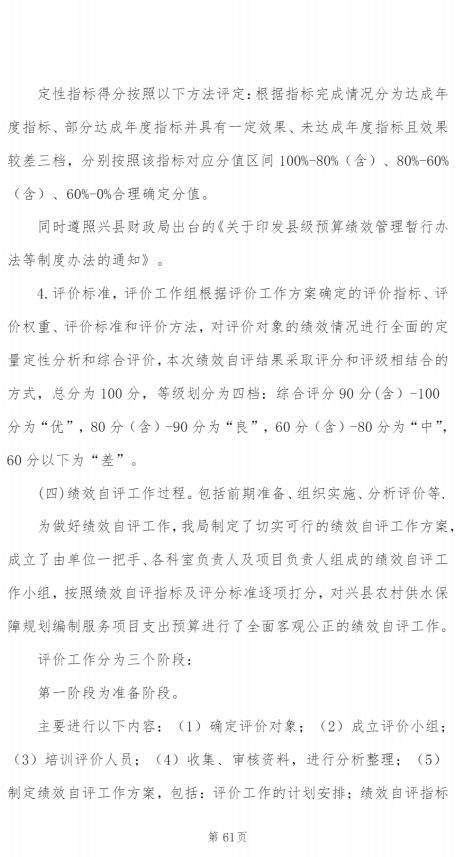 定性指标得分按照以下方法评定：根据指标完成情况分为达成年
度指标、部分达成年度指标并具有一定效果、未达成年度指标且效果
较差三档，分别按照该指标对应分值区间 100%-80%（含）、80%-60%
（含）、60%-0%合理确定分值。
同时遵照兴县财政局出台的《关于印发县级预算绩效管理暂行办
法等制度办法的通知》。
4.评价标准，评价工作组根据评价工作方案确定的评价指标、评
价权重、评价标准和评价方法，对评价对象的绩效情况进行全面的定
量定性分析和综合评价，本次绩效自评结果采取评分和评级相结合的
方式，总分为 100 分，等级划分为四档：综合评分 90 分(含）-100
分为“优”，80 分（含）-90 分为“良”，60 分（含）-80 分为“中”，
60 分以下为“差”。
(四)绩效自评工作过程。包括前期准备、组织实施、分析评价等.
为做好绩效自评工作，我局制定了切实可行的绩效自评工作方案，
成立了由单位一把手、各科室负责人及项目负责人组成的绩效自评工
作小组，按照绩效自评指标及评分标准逐项打分，对兴县农村供水保
障规划编制服务项目支出预算进行了全面客观公正的绩效自评工作。
评价工作分为三个阶段：
第一阶段为准备阶段。
主要进行以下内容：（1）确定评价对象；（2）成立评价小组；
（3）培训评价人员；（4）收集、审核资料，进行分析整理；（5）
制定绩效自评工作方案，包括：评价工作的计划安排；绩效自评指标
第 61页